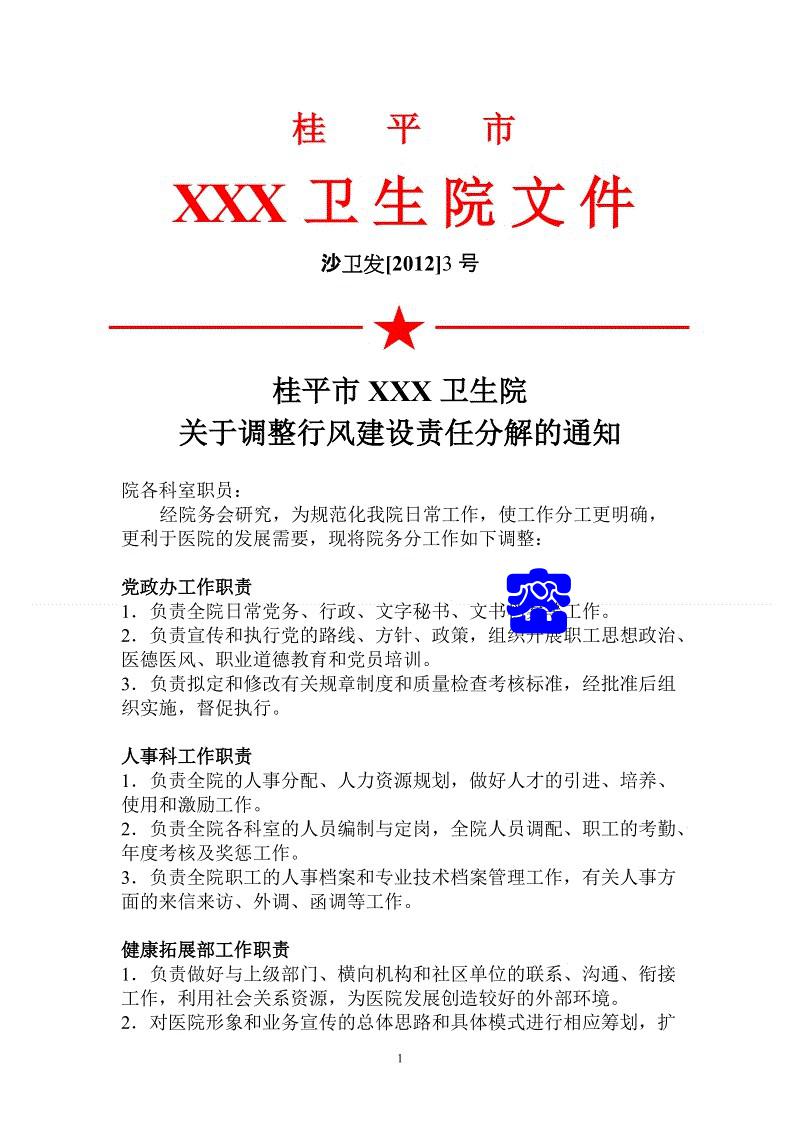 桂 平 市
XXX 卫 生 院 文 件
沙卫发[2012]3 号
桂平市 XXX 卫生院
关于调整行风建设责任分解的通知
院各科室职员：
经院务会研究，为规范化我院日常工作，使工作分工更明确，
更利于医院的发展需要，现将院务分工作如下调整：
党政办工作职责
1．负责全院日常党务、行政、文字秘书、文书 工作。
2．负责宣传和执行党的路线、方针、政策，组织开展职工思想政治、
医德医风、职业道德教育和党员培训。
3．负责拟定和修改有关规章制度和质量检查考核标准，经批准后组
织实施，督促执行。
人事科工作职责
1．负责全院的人事分配、人力资源规划，做好人才的引进、培养、
使用和激励工作。
2．负责全院各科室的人员编制与定岗，全院人员调配、职工的考勤、
年度考核及奖惩工作。
3．负责全院职工的人事档案和专业技术档案管理工作，有关人事方
面的来信来访、外调、函调等工作。
健康拓展部工作职责
1．负责做好与上级部门、横向机构和社区单位的联系、沟通、衔接
工作，利用社会关系资源，为医院发展创造较好的外部环境。
2．对医院形象和业务宣传的总体思路和具体模式进行相应筹划，扩
1